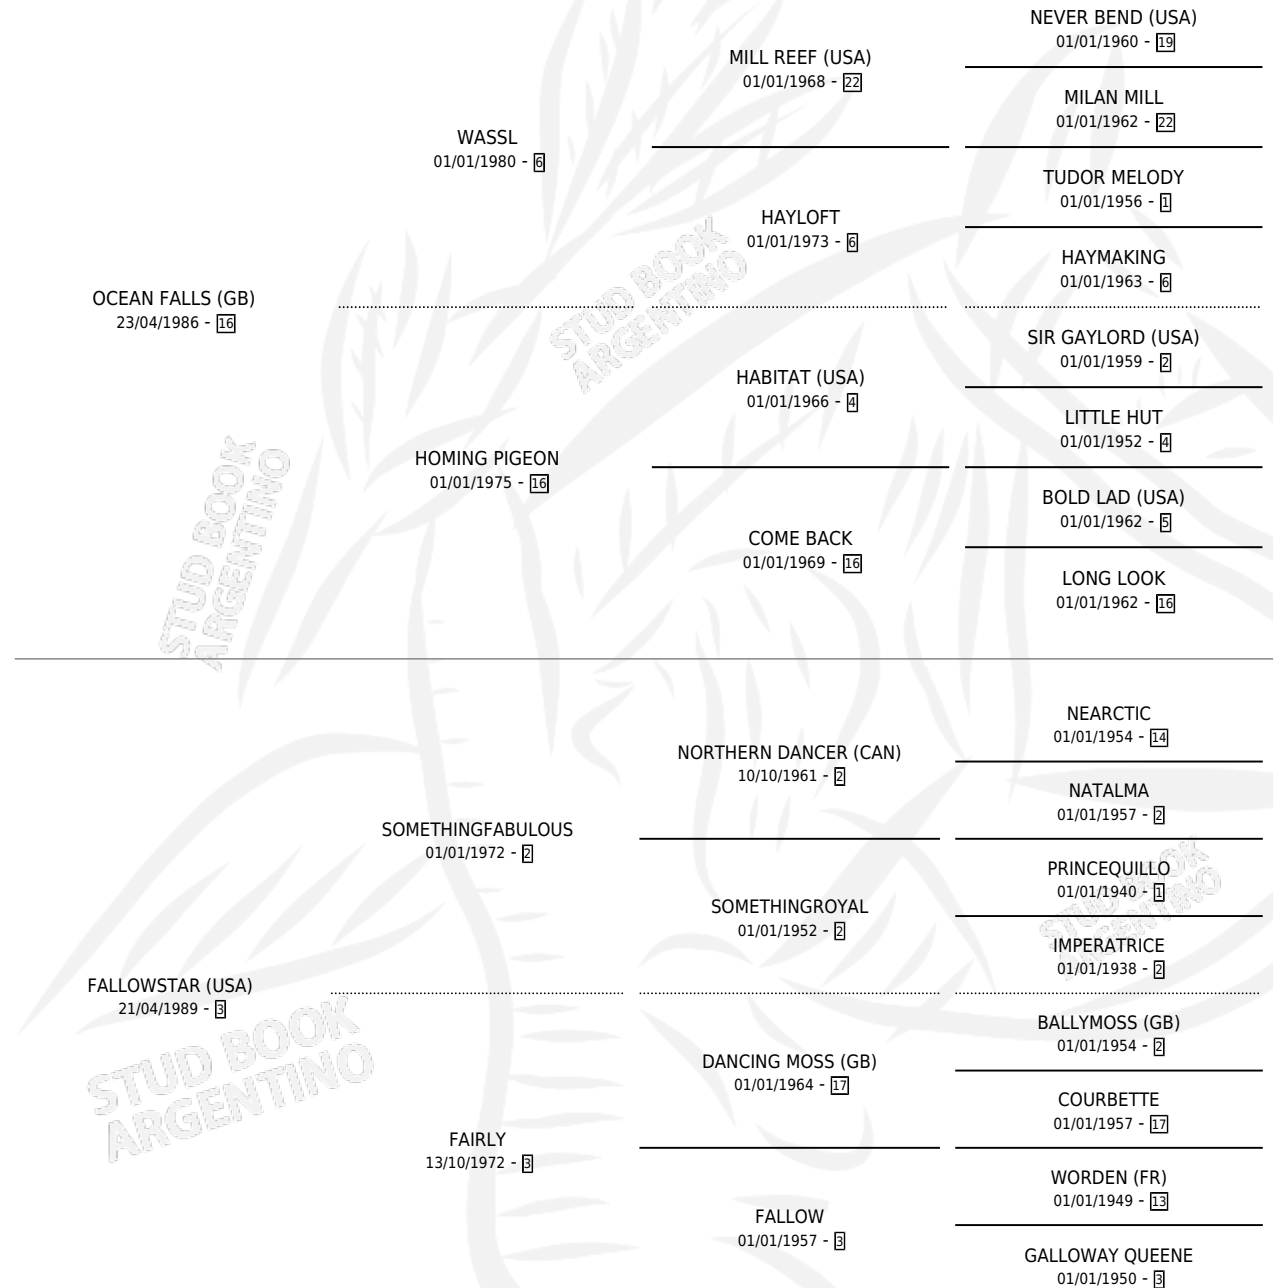 NEVER BEND (USA)
01/01/1960 - 19
MILL REEF (USA)
01/01/1968 - 22
MILAN MILL
01/01/1962 - 22
WASSL
01/01/1980 - 6
TUDOR MELODY
01/01/1956 - 1
HAYLOFT
01/01/1973 - 6
HAYMAKING
01/01/1963 - 6
OCEAN FALLS (GB)
23/04/1986 - 16
STUD BOOK
ARGENTINO
SIR GAYLORD (USA)
01/01/1959 - 2
HABITAT (USA)
01/01/1966 - 4
LITTLE HUT
01/01/1952 - 4
HOMING PIGEON
01/01/1975 - 16
BOLD LAD (USA)
01/01/1962 - 5
COME BACK
01/01/1969 - 16
LONG LOOK
01/01/1962 - 16
STUD BOOK
ARGENTINO
NEARCTIC
01/01/1954 - 14
NORTHERN DANCER (CAN)
10/10/1961 - 2
NATALMA
01/01/1957 - 2
SOMETHINGFABULOUS
01/01/1972 - 2
PRINCEQUILLO
01/01/1940 - 1
SOMETHINGROYAL
01/01/1952 - 2
STUD BOOK
ARGENTINO
IMPERATRICE
01/01/1938 - 2
FALLOWSTAR (USA)
21/04/1989 - 3
STUD BOOK
ARGENTINO
BALLYMOSS (GB)
01/01/1954 - 2
DANCING MOSS (GB)
01/01/1964 - 17
COURBETTE
01/01/1957 - 17
FAIRLY
13/10/1972 - 3
WORDEN (FR)
01/01/1949 - 13
FALLOW
01/01/1957 - 3
GALLOWAY QUEENE
01/01/1950 - 3